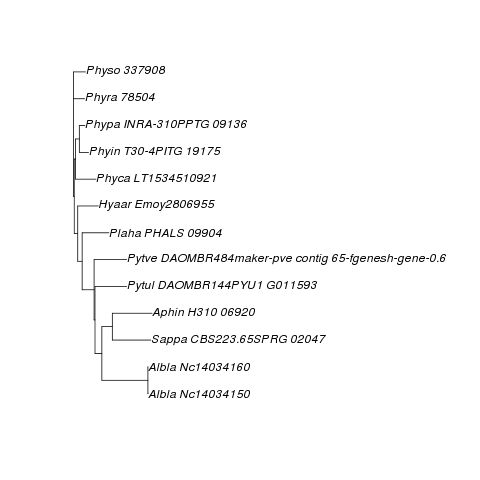 Physo 337908
Phyra 78504
Phypa INRA-310PPTG 09136
Phyin T30-4PITG 19175
Phyca LT1534510921
Hyaar Emoy2806955
Plaha PHALS 09904
Pytve DAOMBR484maker-pve contig 65-fgenesh-gene-0.6
Pytul DAOMBR144PYU1 G011593
Aphin H310 06920
Sappa CBS223.65SPRG 02047
Albla Nc14034160
Albla Nc14034150